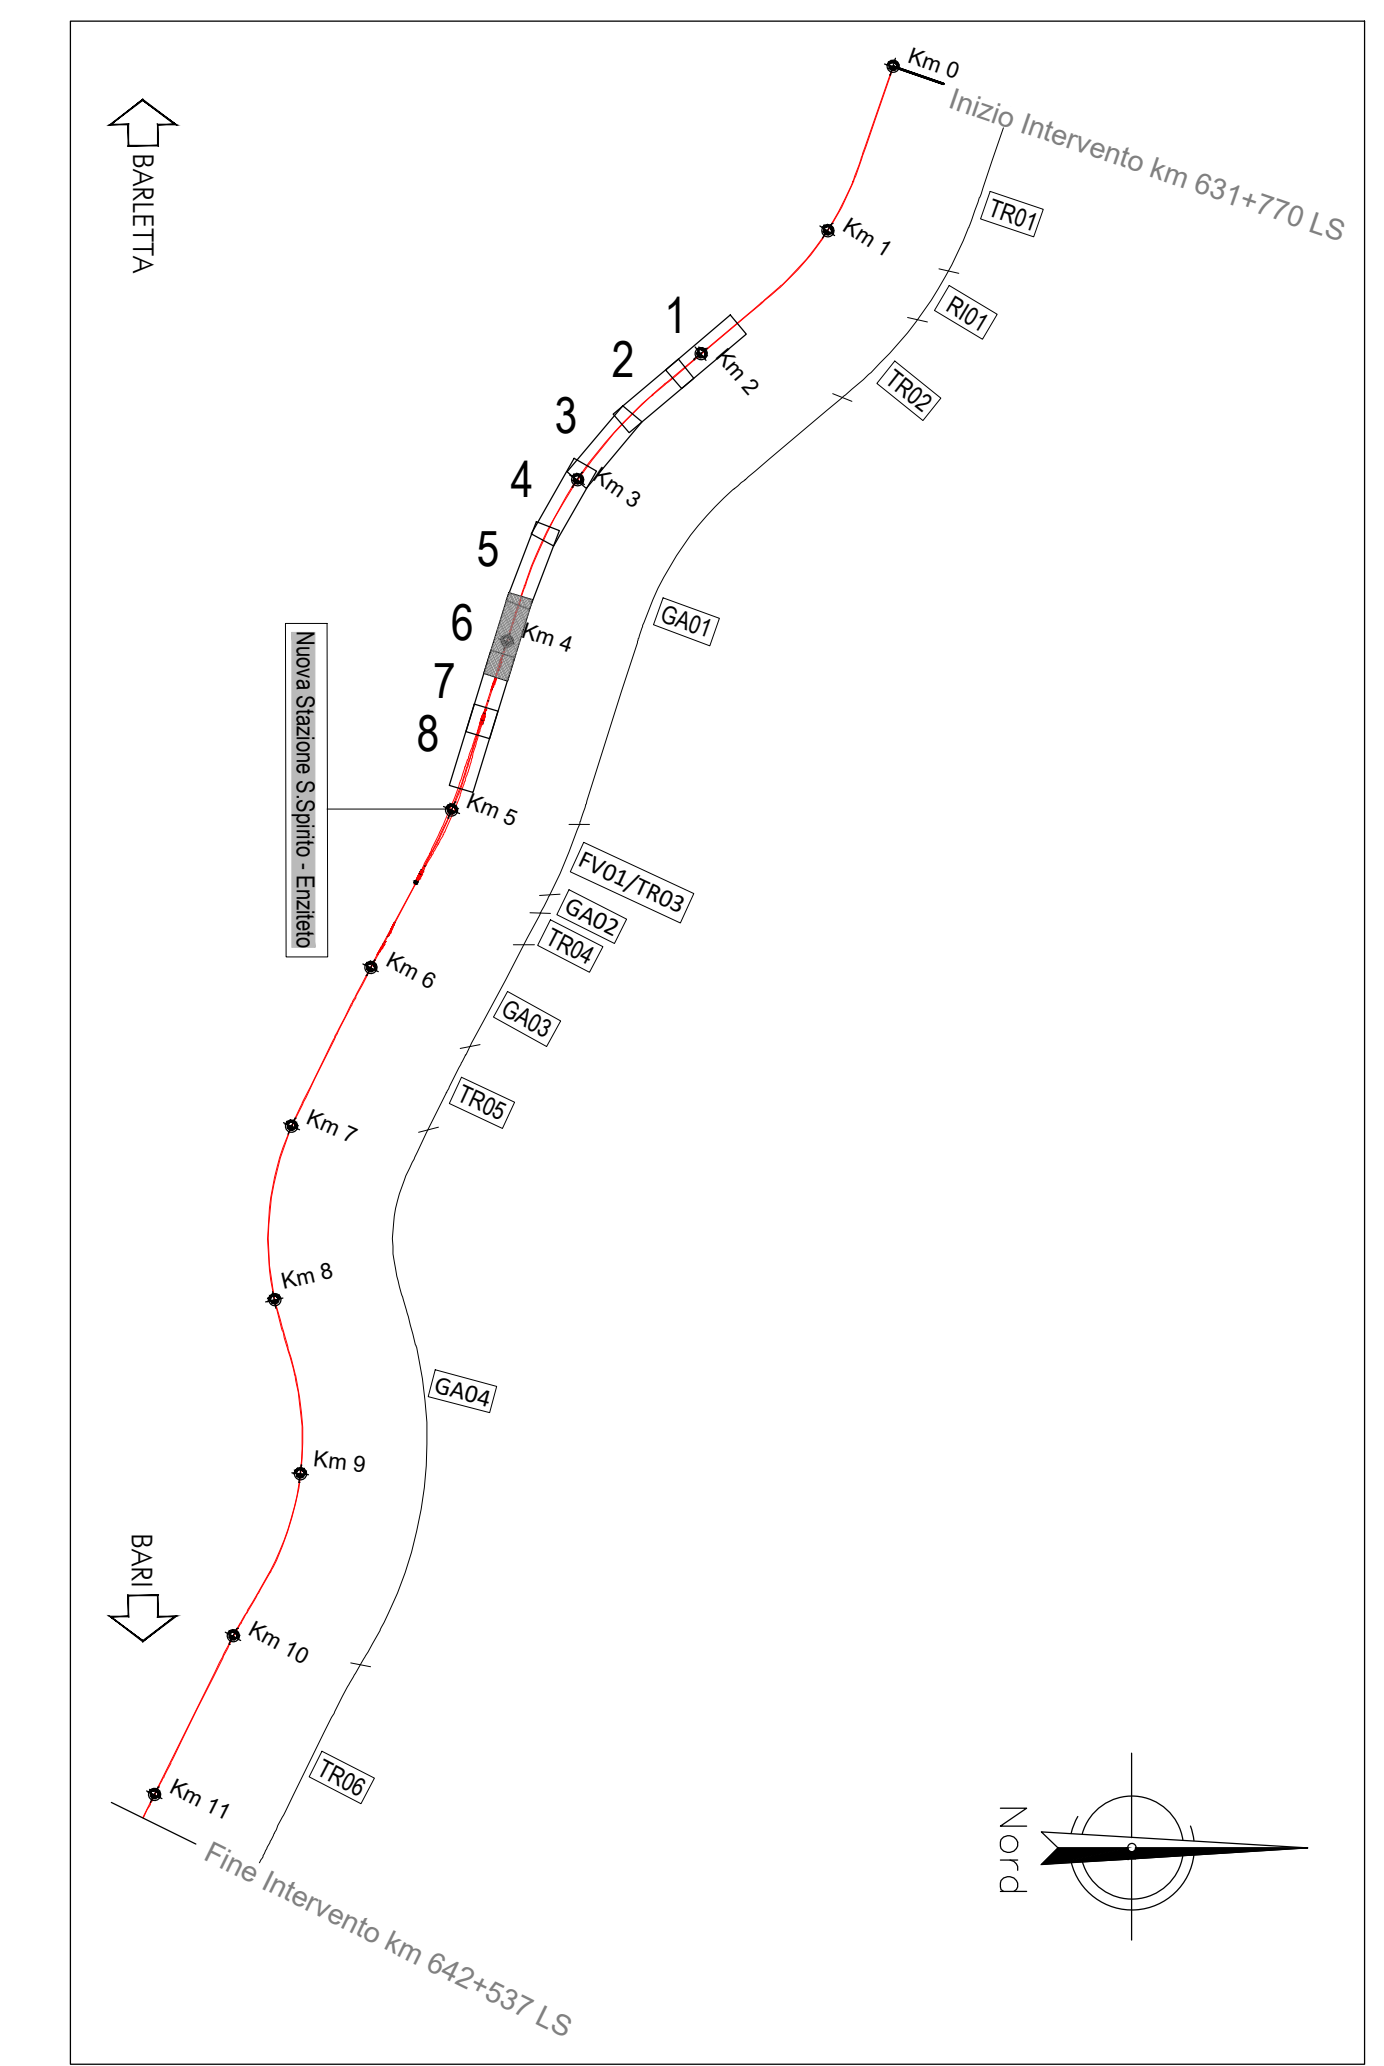 Km 0
Inizio Intervento km 631+770 LS
BARLETTA
TR01
Km 1
RI01
1
Km 2
2
TR02
3
Km 3
4
5
6
Km 4
GA01
7
8
Nuova Stazione S.Spirito - Enziteto
Km 5
FV01/TR03
GA02
TR04
Km 6
GA03
TR05
Km 7
Km 8
GA04
Km 9
BARI
Km 10
TR06
Km 11
Fine Intervento km 642+537 LS
Nord